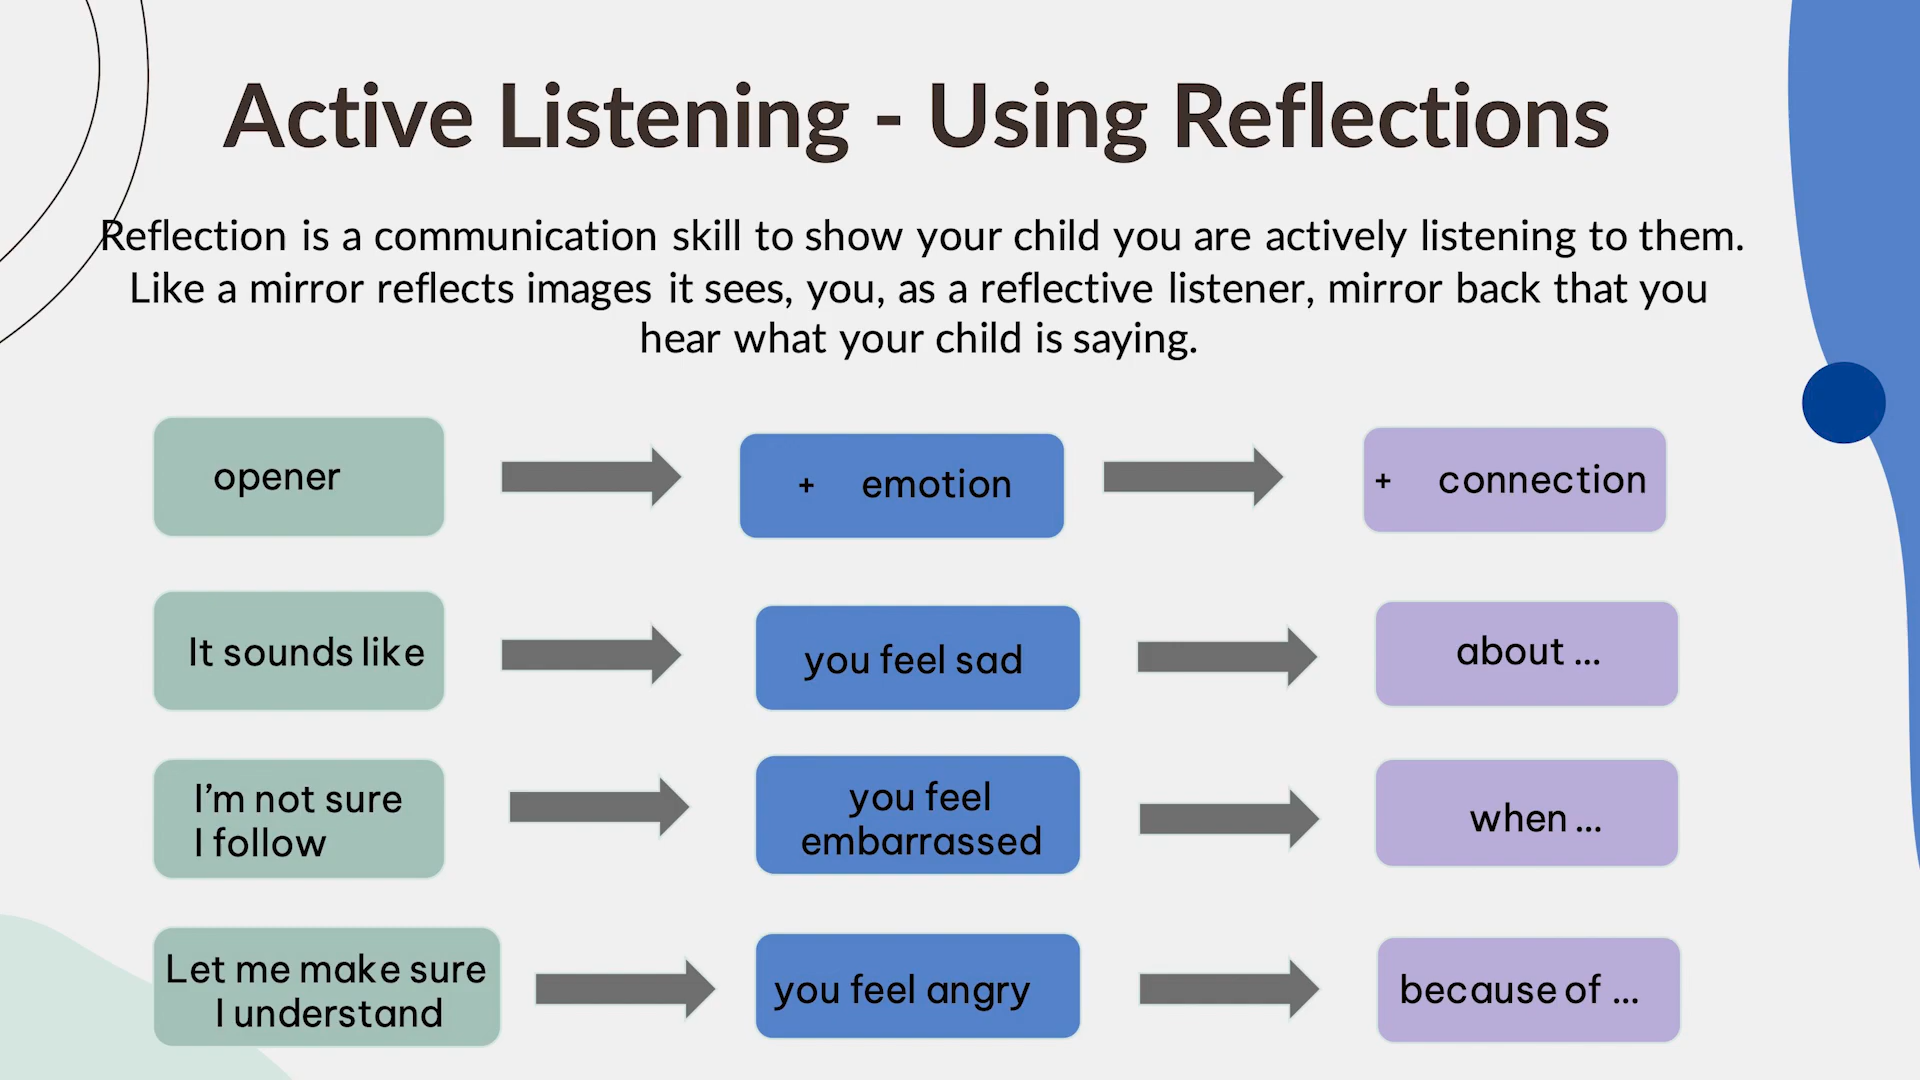 Active Listening - Using Reflections
Reflection is a communication skill to show your child you are actively listening to them.
Like a mirror reflects images it sees, you, as a reflective listener, mirror back that you
hear what your child is saying.
opener
+ emotion
+ connection
It sounds like
you feel sad
about ...
I’m not sure
I follow
you feel
embarrassed
when ...
Let me make sure
I understand
you feel angry
because of ...